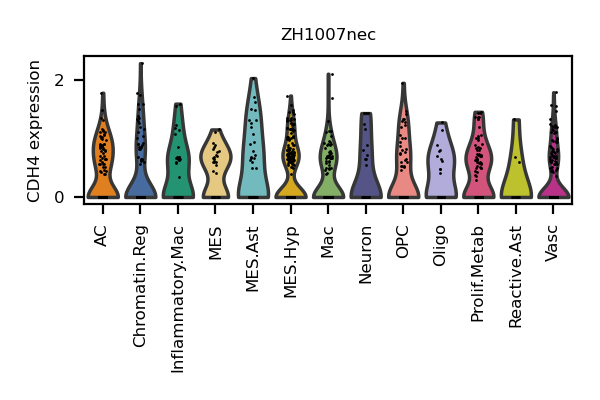 ZH1007nec
CDH4 expression
2
0
AC
Chromatin.Reg
Inflammatory.Mac
MES
MES.Ast
MES.Hyp
Mac
Neuron
OPC
Oligo
Prolif.Metab
Reactive.Ast
Vasc